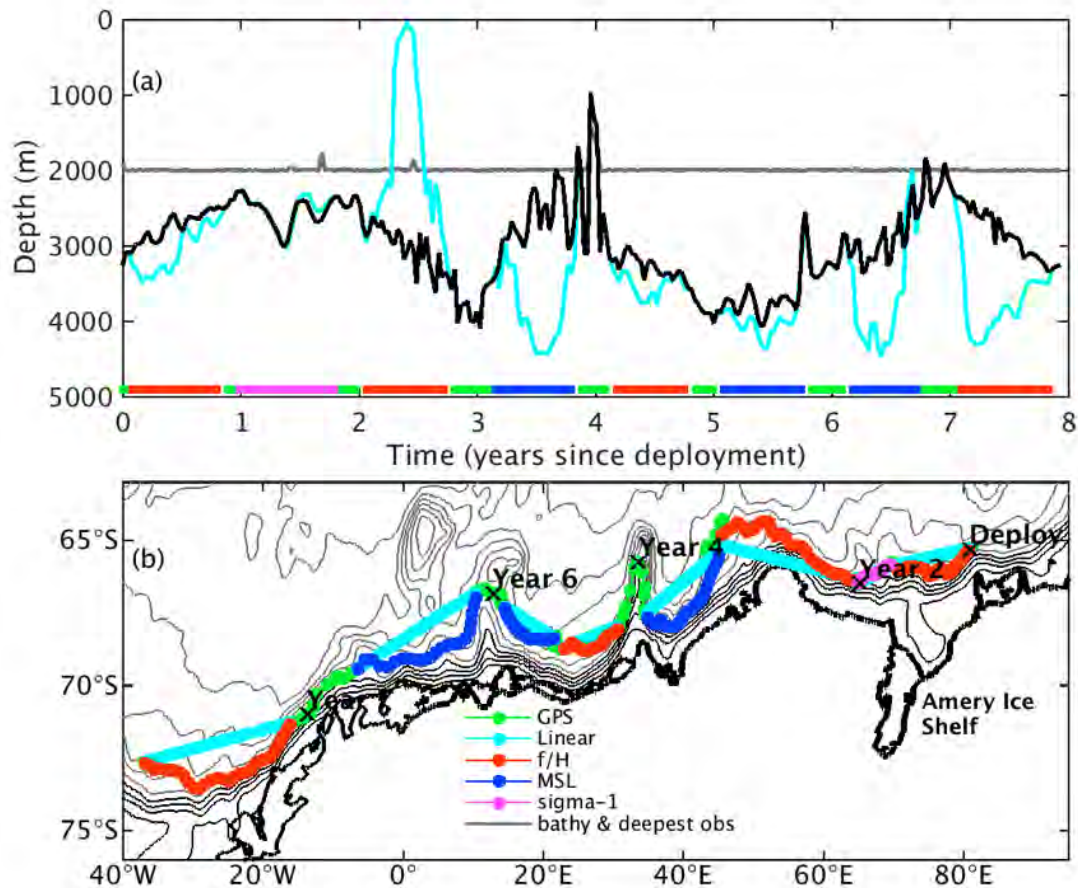 0
(a)
1000
2000
3000
4000
5000
Depth (m)
0 1 2 3 4 5 6 7 8
Time (years since deployment)
(b)
65°S
70°S
75°S
Deploy
Year 2
Year 4
Year 6
Year
Amery Ice
Shelf
GPS
Linear
f/H
MSL
sigma-1
bathy & deepest obs
40°W 20°W 0° 20°E 40°E 60°E 80°E